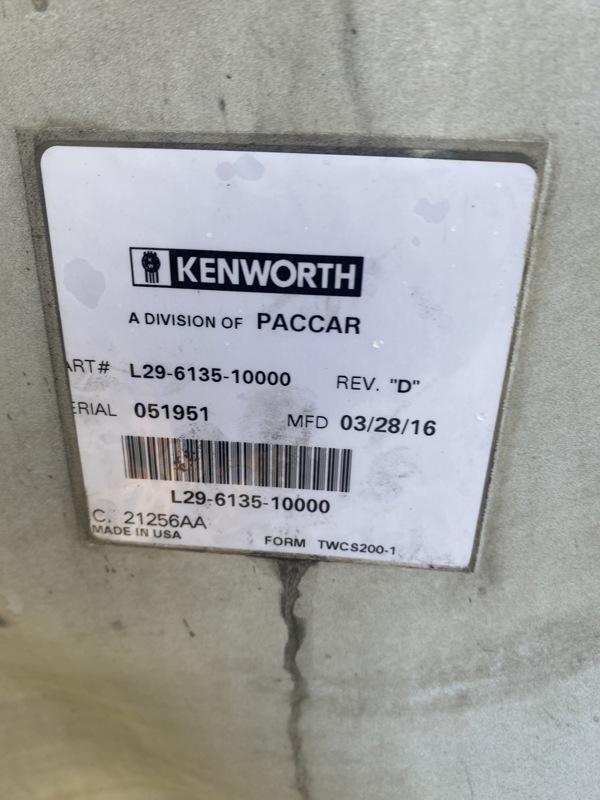 KENWORTH
A DIVISION OF PACCAR
ART# L29-6135-10000 REV. "D"
ERIAL 051951 MFD 03/28/16
L29-6135-10000
C. 21256AA
MADE IN USA FORM TWCS200-1